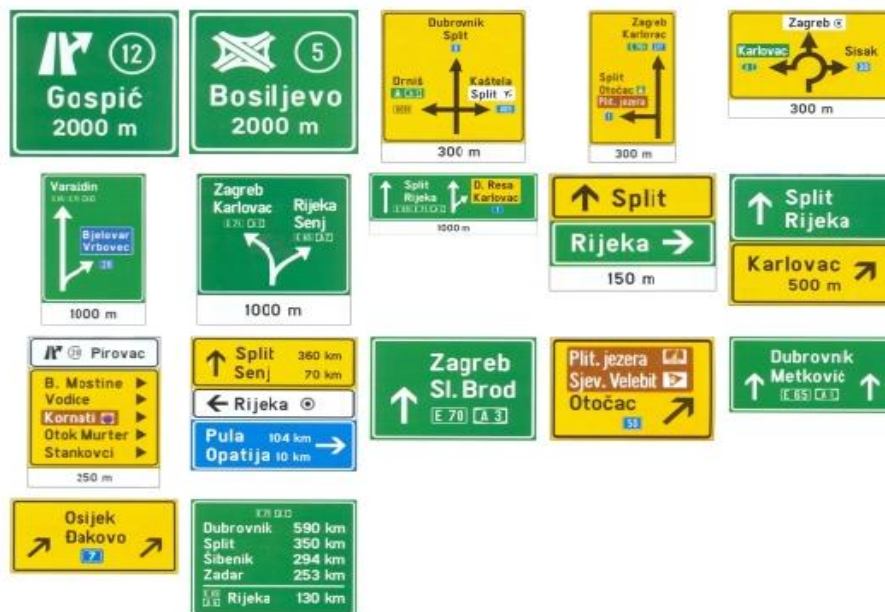 12
Gospić
2000 m
5
Bosiljevo
2000 m
Dubrovnik
Split
Drniš
Kaštela
Split
300 m
Zagreb
Karlovac
Split
Otočac
Plit. jezera
300 m
Zagreb
Karlovac
Sisak
300 m
Varaždin
Bjelovar
Vrbovec
1000 m
Zagreb
Karlovac
Rijeka
Senj
1000 m
Split
Rijeka
D. Resa
Karlovac
1000 m
Split
Rijeka
150 m
Split
Rijeka
Karlovac
500 m
Pirovac
B. Mostine
Vodice
Kornati
Otok Murter
Stankovci
250 m
Split 360 km
Senj 70 km
Rijeka
Pula 104 km
Opatija 10 km
Zagreb
Sl. Brod
E 70 A 3
Plit. jezera
Sjev. Velebit
Otočac
50
Dubrovnik
Metković
E 65 A 1
Osijek
Đakovo
7
Dubrovnik 590 km
Split 350 km
Šibenik 294 km
Zadar 253 km
Rijeka 130 km